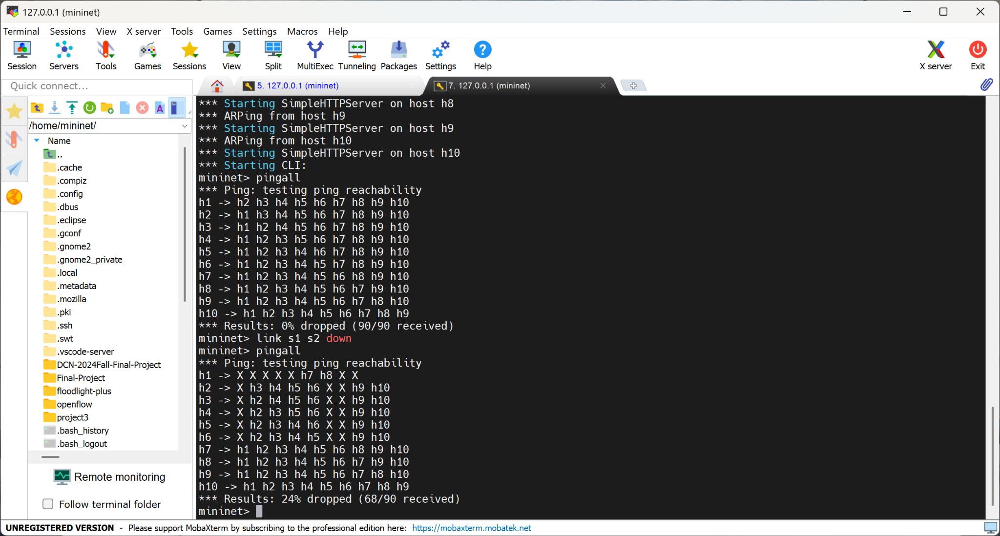 127.0.0.1 (mininet)
Terminal Sessions View X server Tools Games Settings Macros Help
Session Servers Tools Games Sessions View Split MultiExec Tunneling Packages Settings Help X server Exit
Quick connect...
5. 127.0.0.1 (mininet)
7. 127.0.0.1 (mininet)
/home/mininet/
Name
..
.cache
.compiz
.config
.dbus
.eclipse
.gconf
.gnome2
.gnome2_private
.local
.metadata
.mozilla
.pki
.ssh
.swt
.vscode-server
DCN-2024Fall-Final-Project
Final-Project
floodlight-plus
openflow
project3
.bash_history
.bash_logout
Remote monitoring
Follow terminal folder
*** Starting SimpleHTTPServer on host h8
*** ARPing from host h9
*** Starting SimpleHTTPServer on host h9
*** ARPing from host h10
*** Starting SimpleHTTPServer on host h10
*** Starting CLI:
mininet> pingall
*** Ping: testing ping reachability
h1 -> h2 h3 h4 h5 h6 h7 h8 h9 h10
h2 -> h1 h3 h4 h5 h6 h7 h8 h9 h10
h3 -> h1 h2 h4 h5 h6 h7 h8 h9 h10
h4 -> h1 h2 h3 h5 h6 h7 h8 h9 h10
h5 -> h1 h2 h3 h4 h6 h7 h8 h9 h10
h6 -> h1 h2 h3 h4 h5 h7 h8 h9 h10
h7 -> h1 h2 h3 h4 h5 h6 h8 h9 h10
h8 -> h1 h2 h3 h4 h5 h6 h7 h9 h10
h9 -> h1 h2 h3 h4 h5 h6 h7 h8 h10
h10 -> h1 h2 h3 h4 h5 h6 h7 h8 h9
*** Results: 0% dropped (90/90 received)
mininet> link s1 s2 down
mininet> pingall
*** Ping: testing ping reachability
h1 -> X X X X X h7 h8 X X
h2 -> X h3 h4 h5 h6 X X h9 h10
h3 -> X h2 h4 h5 h6 X X h9 h10
h4 -> X h2 h3 h5 h6 X X h9 h10
h5 -> X h2 h3 h4 h6 X X h9 h10
h6 -> X h2 h3 h4 h5 X X h9 h10
h7 -> h1 h2 h3 h4 h5 h6 h8 h9 h10
h8 -> h1 h2 h3 h4 h5 h6 h7 h9 h10
h9 -> h1 h2 h3 h4 h5 h6 h7 h8 h10
h10 -> h1 h2 h3 h4 h5 h6 h7 h8 h9
*** Results: 24% dropped (68/90 received)
mininet>
UNREGISTERED VERSION - Please support MobaXterm by subscribing to the professional edition here: https://mobaxterm.mobatek.net